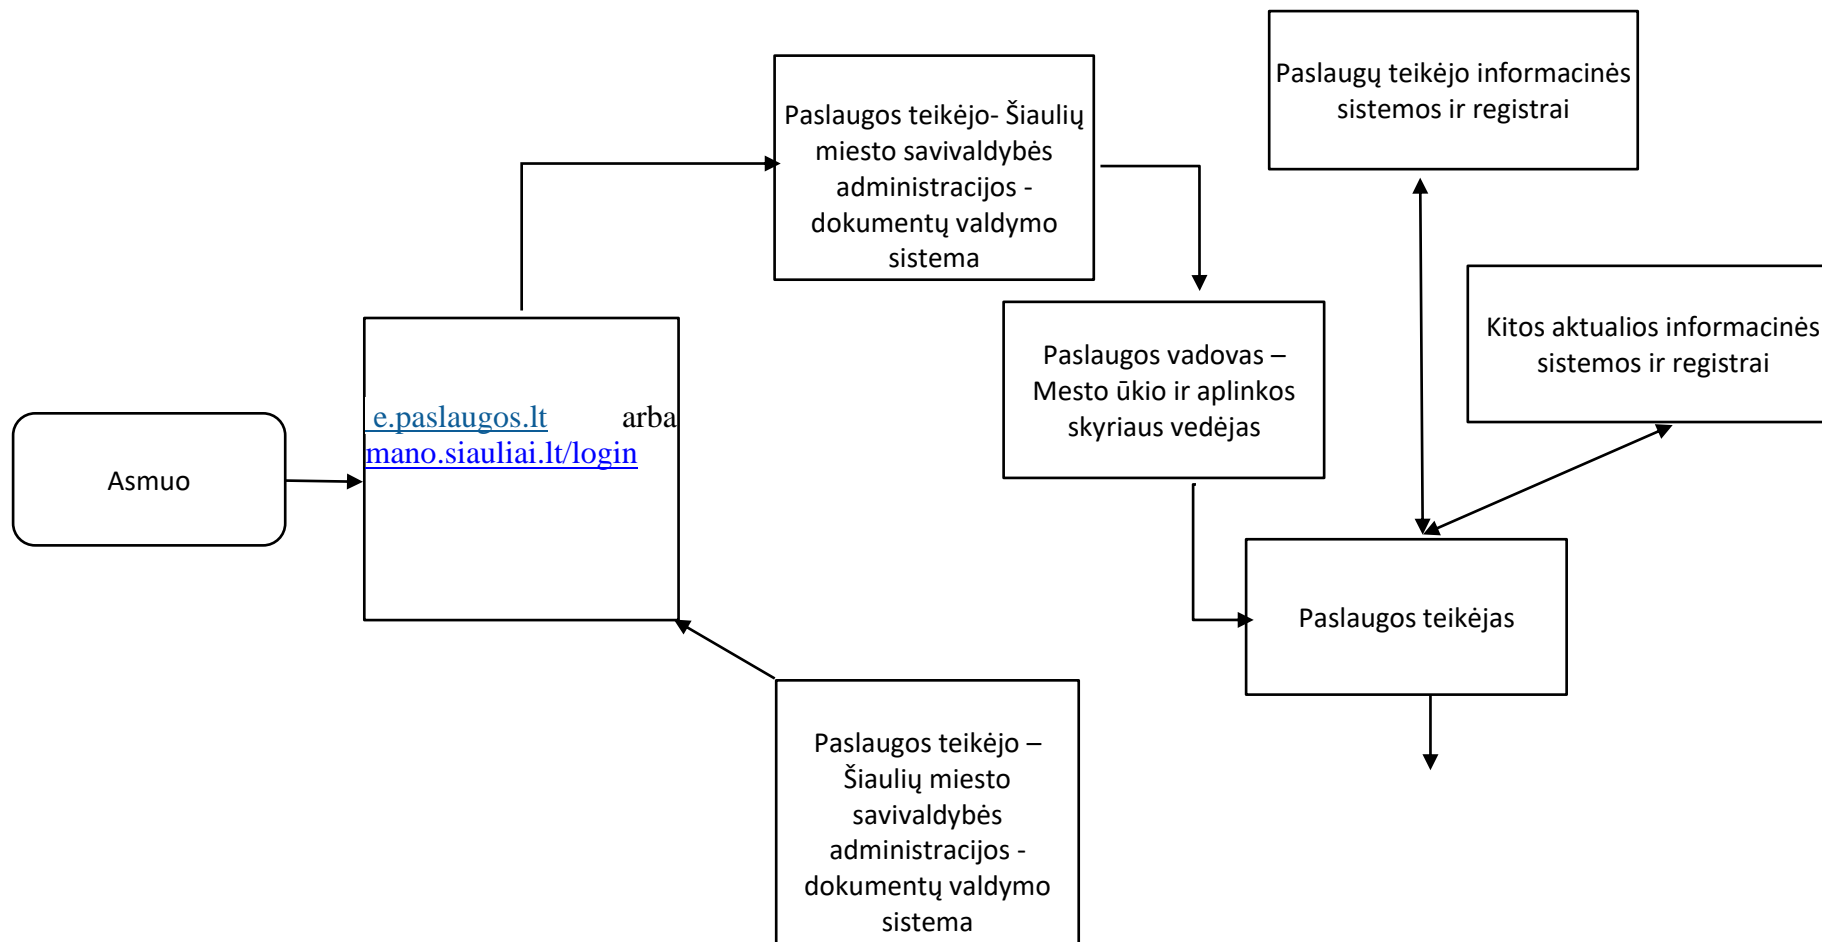 Paslaugų teikėjo informacinės
sistemos ir registrai
Paslaugos teikėjo- Šiaulių
miesto savivaldybės
administracijos -
dokumentų valdymo
sistema
Kitos aktualios informacinės
sistemos ir registrai
Paslaugos vadovas –
Mesto ūkio ir aplinkos
skyriaus vedėjas
e.paslaugos.lt arba
mano.siauliai.lt/login
Asmuo
Paslaugos teikėjas
Paslaugos teikėjo –
Šiaulių miesto
savivaldybės
administracijos -
dokumentų valdymo
sistema